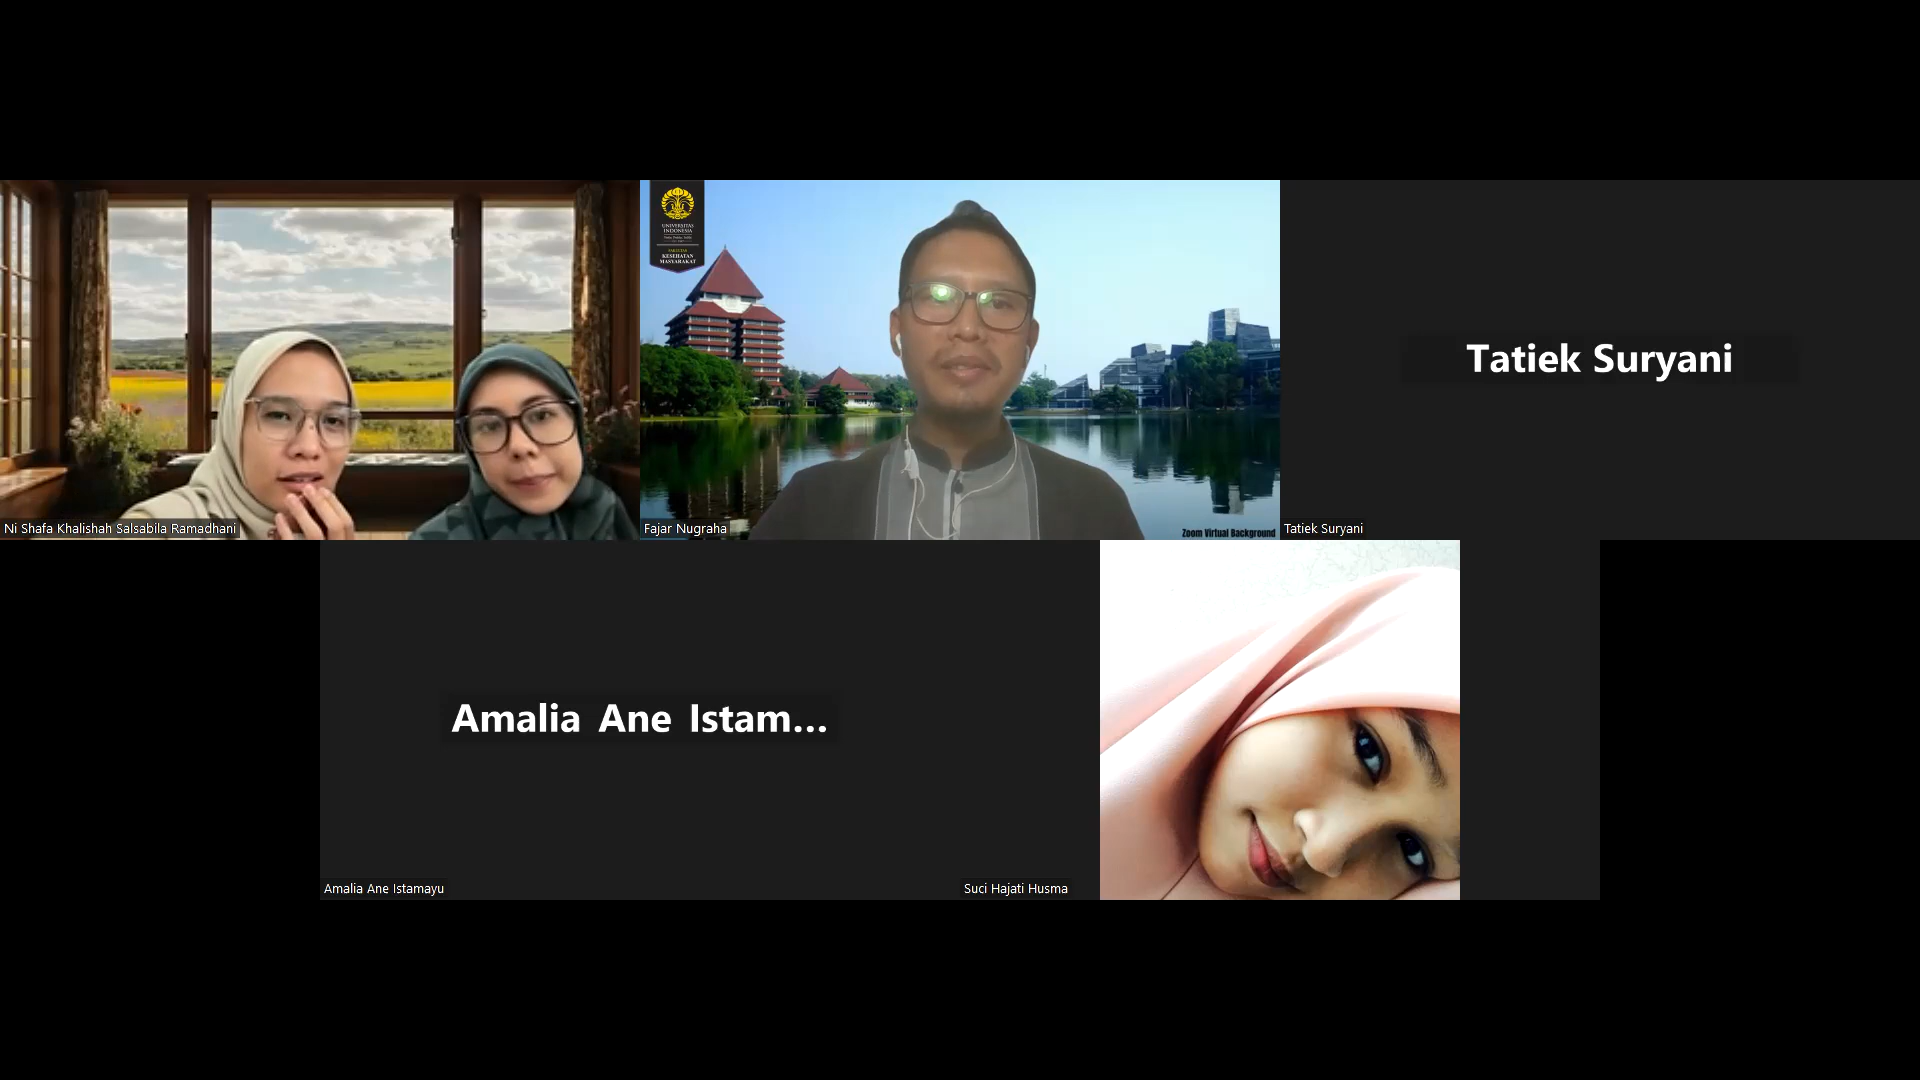 UNIVERSITAS
INDONESIA
FAKULTAS
KESEHATAN
MASYARAKAT
Tatiek Suryani
Ni Shafa Khalishah Salsabila Ramadhani
Fajar Nugraha
Zoom Virtual Background
Tatiek Suryani
Amalia Ane Istam...
Amalia Ane Istamayu
Suci Hajati Husma